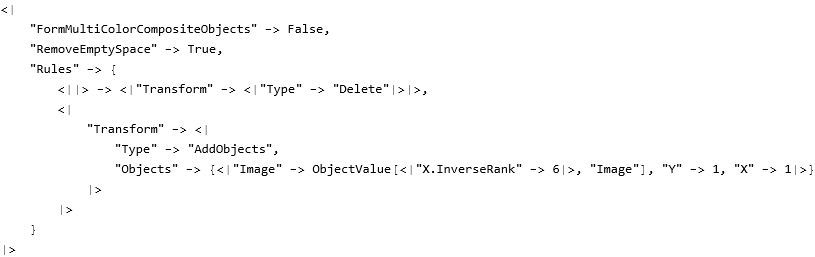 <|
    "FormMultiColorCompositeObjects" -> False,
    "RemoveEmptySpace" -> True,
    "Rules" -> {
        <||> -> <|"Transform" -> <|"Type" -> "Delete"|>|>,
        <|
            "Transform" -> <|
                "Type" -> "AddObjects",
                "Objects" -> {<|"Image" -> ObjectValue[<|"X.InverseRank" -> 6|>, "Image"], "Y" -> 1, "X" -> 1|>}
            |>
        |>
    }
|>